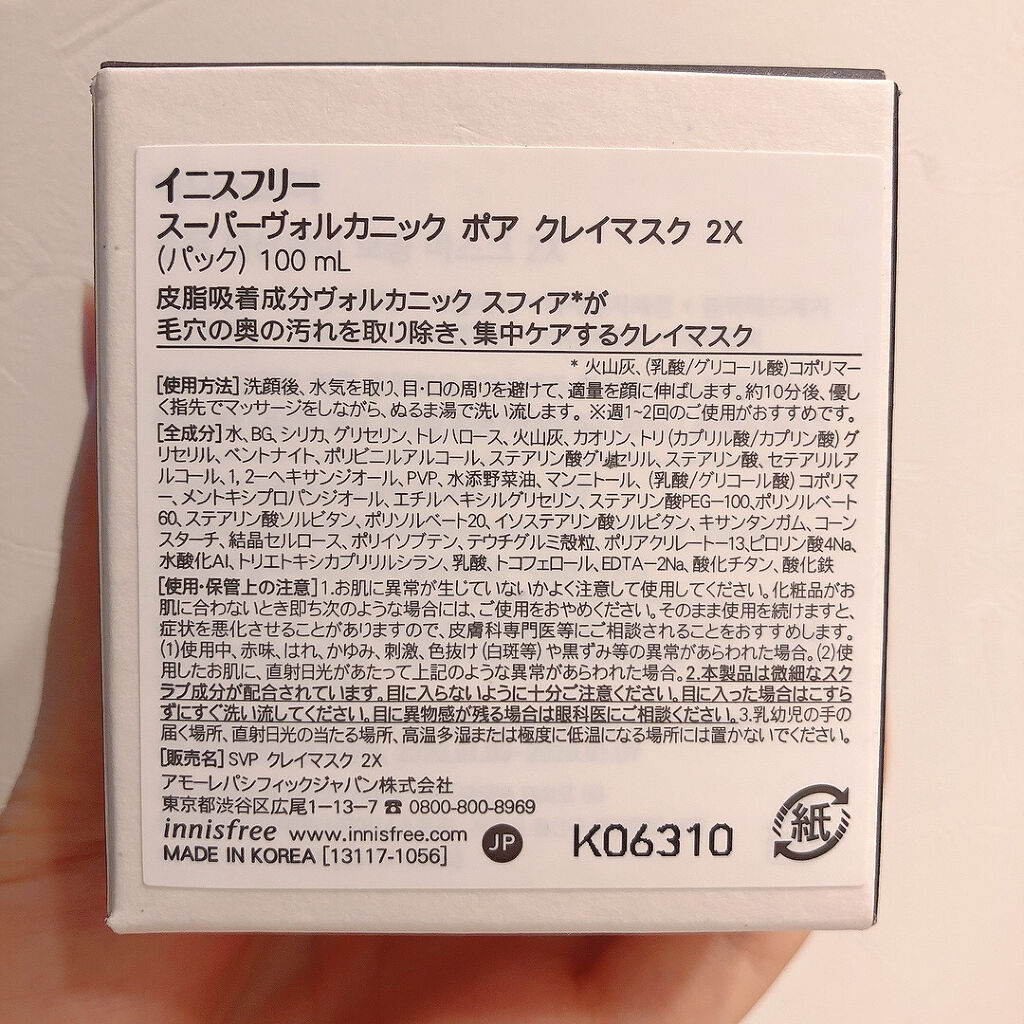 イニスフリー
スーパーヴォルカニック ポア クレイマスク 2X
(パック) 100 mL
皮脂吸着成分ヴォルカニック スフィア*が
毛穴の奥の汚れを取り除き、集中ケアするクレイマスク
* 火山灰、(乳酸/グリコール酸)コポリマー
[使用方法] 洗顔後、水気を取り、目・口の周りを避けて、適量を顔に伸ばします。約10分後、優し
く指先でマッサージをしながら、ぬるま湯で洗い流します。 ※週1~2回のご使用がおすすめです。
[全成分] 水、BG、シリカ、グリセリン、トレハロース、火山灰、カオリン、トリ(カプリル酸/カプリン酸)グ
リセリル、ベントナイト、ポリビニルアルコール、ステアリン酸グリセリル、ステアリン酸、セテアリルア
ルコール、1, 2ーヘキサンジオール、PVP、水添野菜油、マンニトール、(乳酸/グリコール酸)コポリマ
ー、メントキシプロパンジオール、エチルヘキシルグリセリン、ステアリン酸PEGー100、ポリソルベート
60、ステアリン酸ソルビタン、ポリソルベート20、イソステアリン酸ソルビタン、キサンタンガム、コーン
スターチ、結晶セルロース、ポリイソブテン、テウチグルミ殻粒、ポリアクリレートー13、ピロリン酸4Na、
水酸化Al、トリエトキシカプリリルシラン、乳酸、トコフェロール、EDTAー2Na、酸化チタン、酸化鉄
[使用・保管上の注意] 1.お肌に異常が生じていないかよく注意して使用してください。化粧品がお
肌に合わないとき即ち次のような場合には、ご使用をおやめください。そのまま使用を続けますと、
症状を悪化させることがありますので、皮膚科専門医等にご相談されることをおすすめします。
(1)使用中、赤味、はれ、かゆみ、刺激、色抜け(白斑等)や黒ずみ等の異常があらわれた場合。(2)使
用したお肌に、直射日光があたって上記のような異常があらわれた場合。2.本製品は微細なスク
ラブ成分が配合されています。目に入らないように十分ご注意ください。目に入った場合はこすら
ずにすぐ洗い流してください。目に異物感が残る場合は眼科医にご相談ください。3.乳幼児の手の
届く場所、直射日光の当たる場所、高温多湿または極度に低温になる場所には置かないでください。
[販売名] SVP クレイマスク 2X
アモーレパシフィックジャパン株式会社
東京都渋谷区広尾1ー13ー7 ☎ 0800-800-8969
innisfree www.innisfree.com JP K06310 紙
MADE IN KOREA [13117-1056]